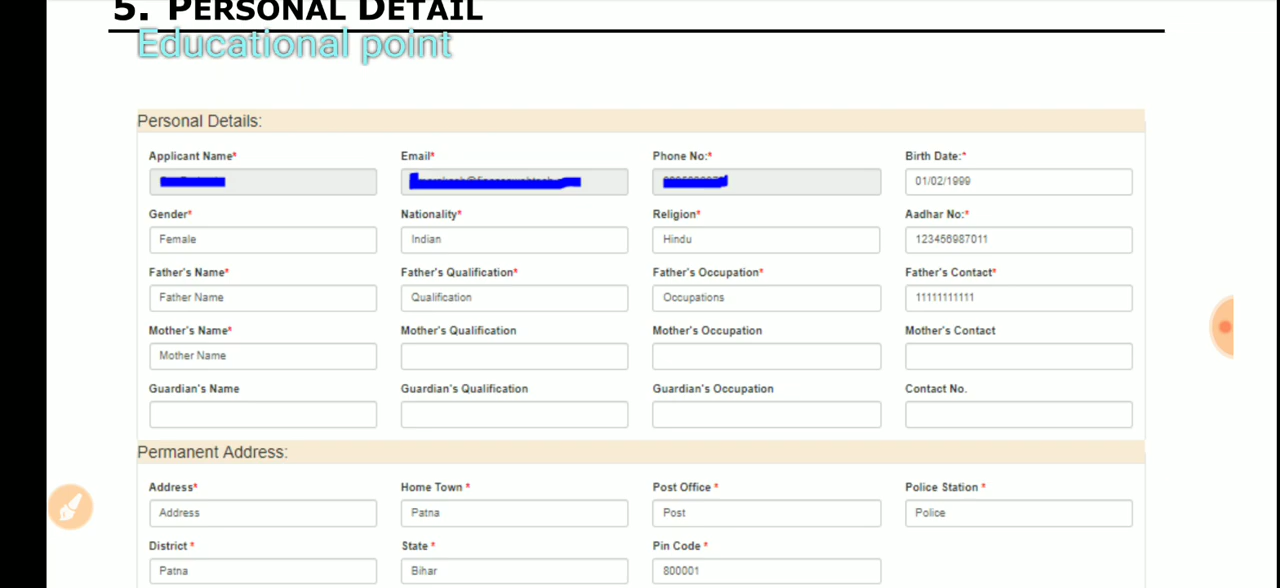 5. PERSONAL DETAIL
Educational point
Personal Details:
Applicant Name* Email* Phone No:* Birth Date:*
01/02/1999
Gender* Nationality* Religion* Aadhar No:*
Female Indian Hindu 123456987011
Father's Name* Father's Qualification* Father's Occupation* Father's Contact*
Father Name Qualification Occupations 11111111111
Mother's Name* Mother's Qualification Mother's Occupation Mother's Contact
Mother Name
Guardian's Name Guardian's Qualification Guardian's Occupation Contact No.
Permanent Address:
Address* Home Town * Post Office * Police Station *
Address Patna Post Police
District * State * Pin Code *
Patna Bihar 800001